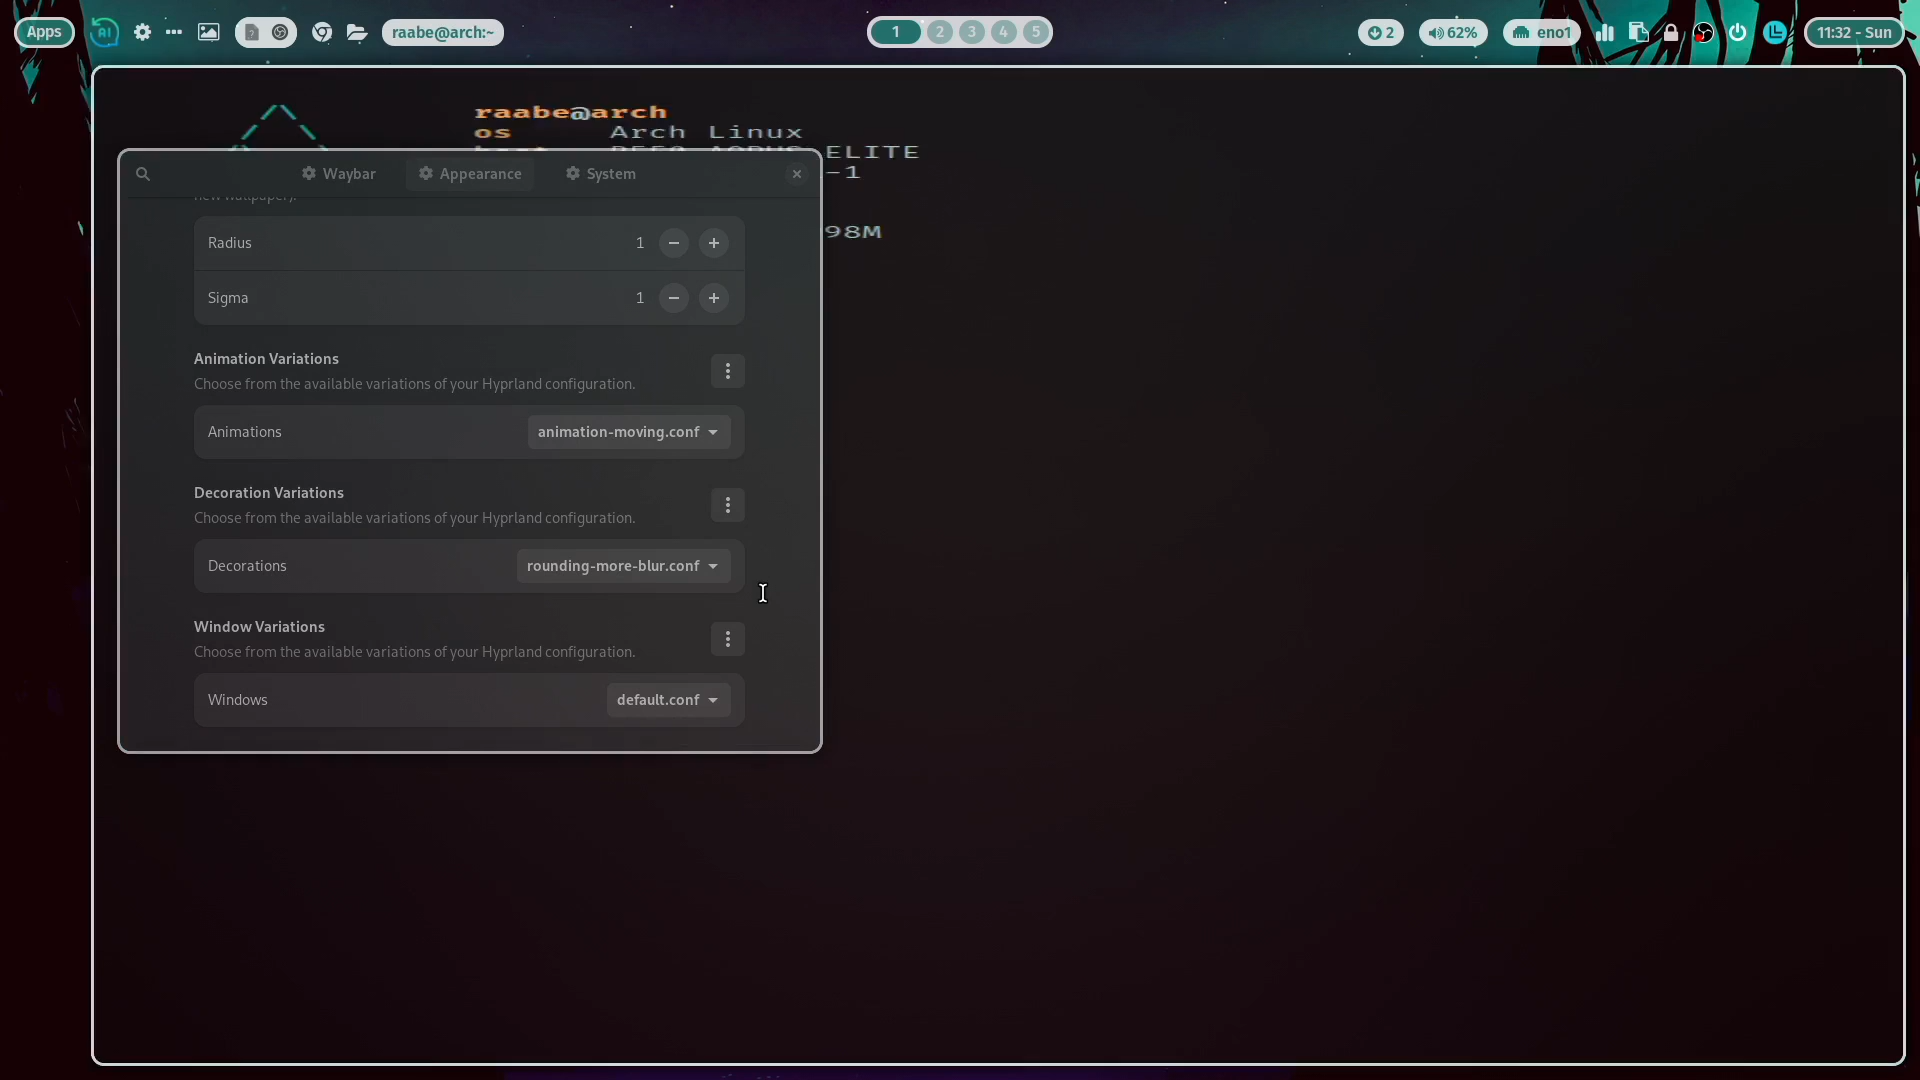 Apps
AI
raabe@arch:~
1 2 3 4 5
2
62%
eno1
11:32 - Sun
raabe@arch
os Arch Linux
ELITE
-1
98M
Waybar
Appearance
System
new wallpaper).
Radius 1
Sigma 1
Animation Variations
Choose from the available variations of your Hyprland configuration.
Animations animation-moving.conf
Decoration Variations
Choose from the available variations of your Hyprland configuration.
Decorations rounding-more-blur.conf
Window Variations
Choose from the available variations of your Hyprland configuration.
Windows default.conf